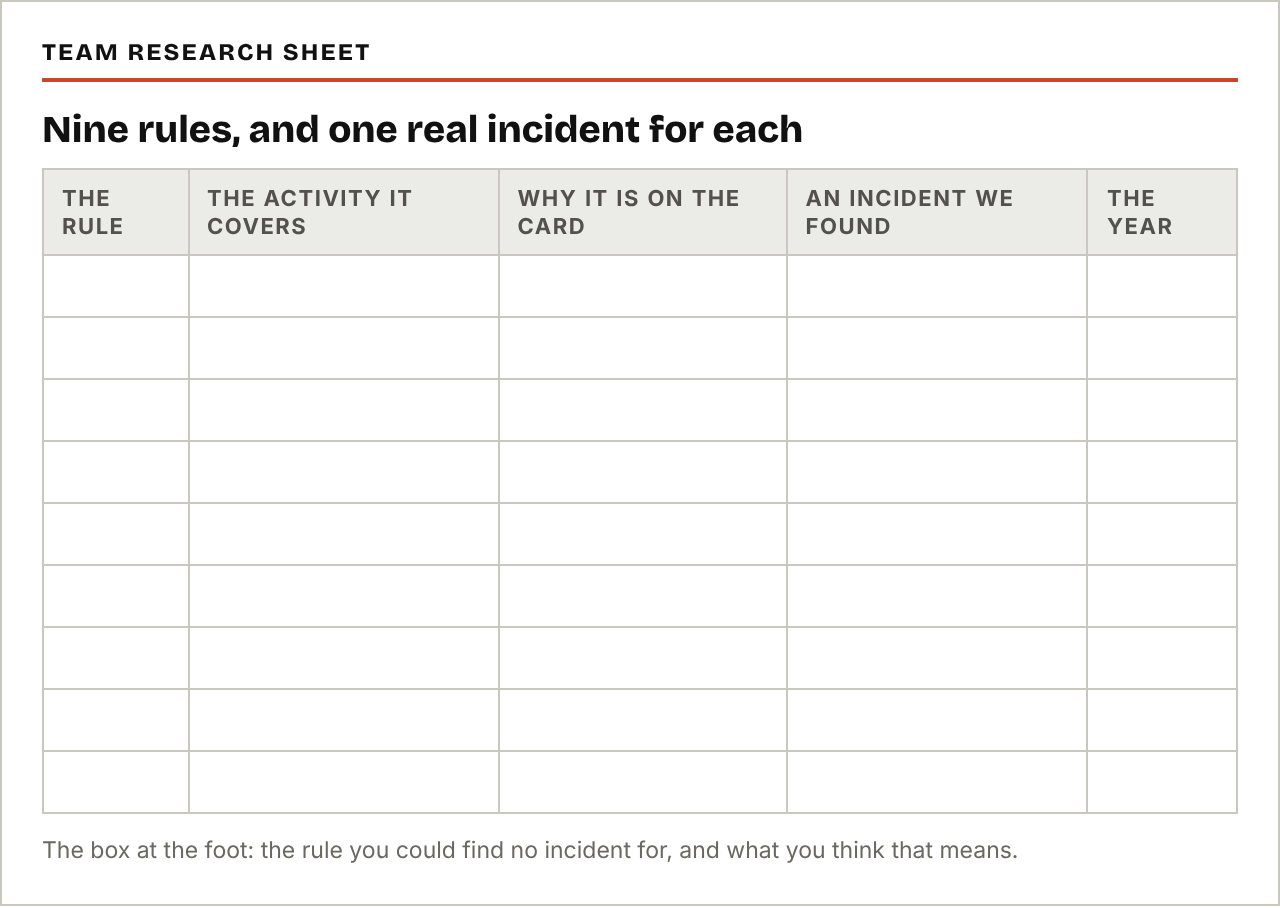 TEAM RESEARCH SHEET
Nine rules, and one real incident for each
THE RULE
THE ACTIVITY IT COVERS
WHY IT IS ON THE CARD
AN INCIDENT WE FOUND
THE YEAR
The box at the foot: the rule you could find no incident for, and what you think that means.